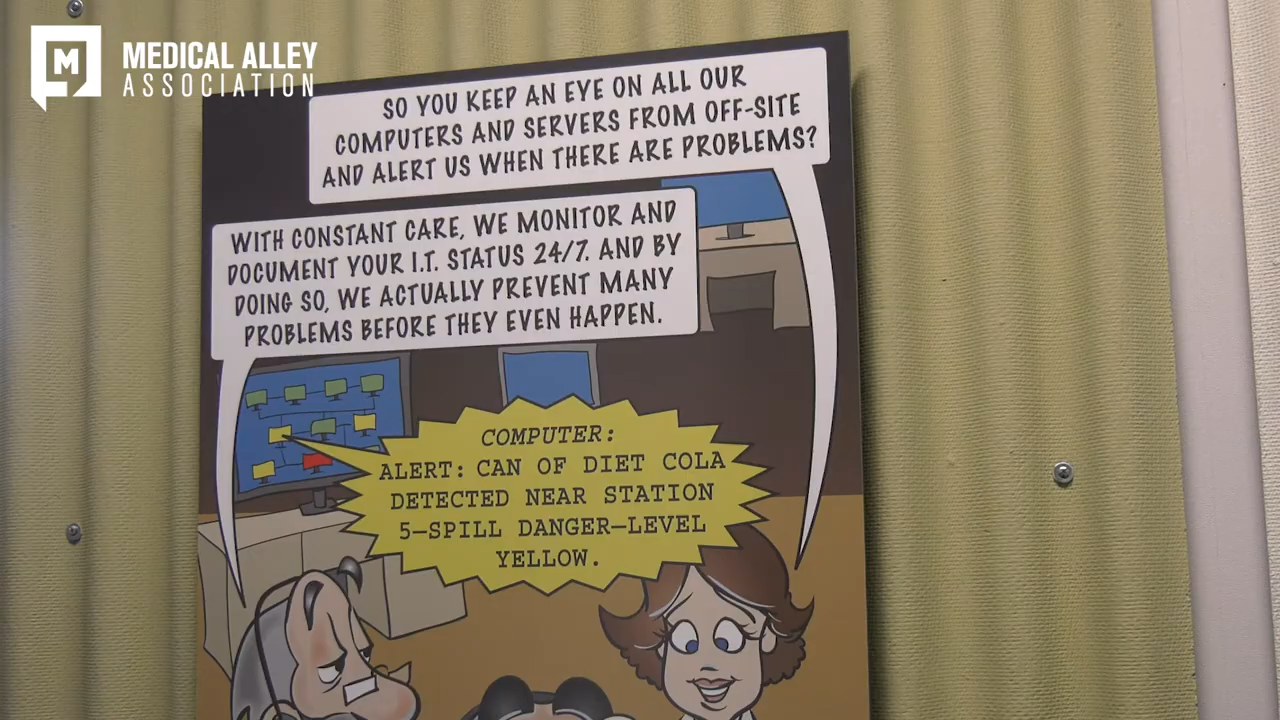 M
MEDICAL ALLEY
ASSOCIATION
SO YOU KEEP AN EYE ON ALL OUR
COMPUTERS AND SERVERS FROM OFF-SITE
AND ALERT US WHEN THERE ARE PROBLEMS?
WITH CONSTANT CARE, WE MONITOR AND
DOCUMENT YOUR I.T. STATUS 24/7. AND BY
DOING SO, WE ACTUALLY PREVENT MANY
PROBLEMS BEFORE THEY EVEN HAPPEN.
COMPUTER:
ALERT: CAN OF DIET COLA
DETECTED NEAR STATION
5-SPILL DANGER-LEVEL
YELLOW.